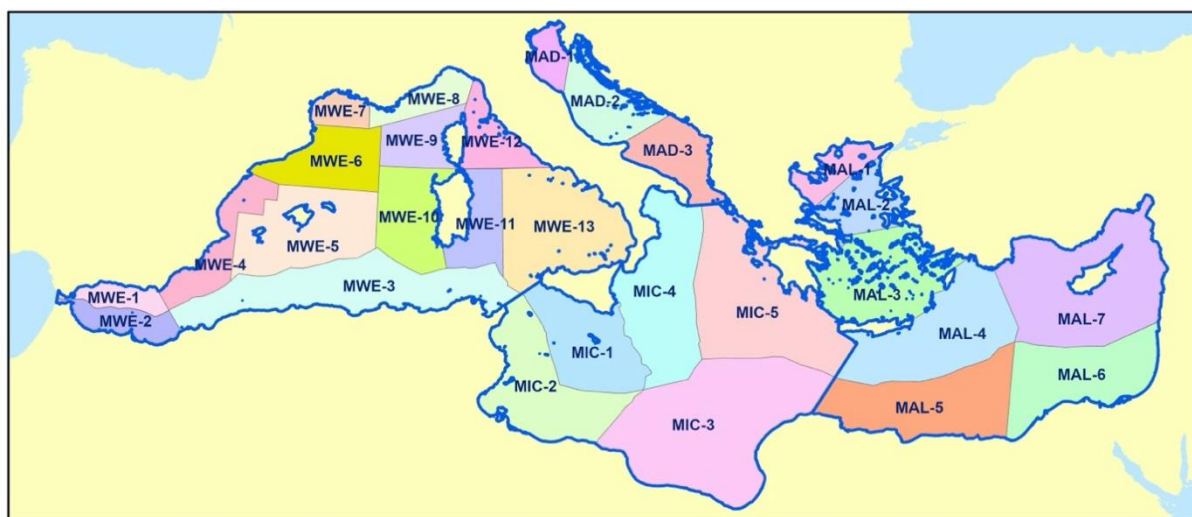 MAD-1
MWE-8
MAD-2
MWE-7
MWE-9
MWE-12
MAD-3
MWE-6
MAL-1
MAL-2
MWE-10
MWE-11
MWE-13
MWE-5
MWE-4
MWE-3
MIC-4
MAL-3
MWE-1
MWE-2
MIC-5
MAL-4
MAL-7
MIC-1
MIC-2
MAL-6
MAL-5
MIC-3